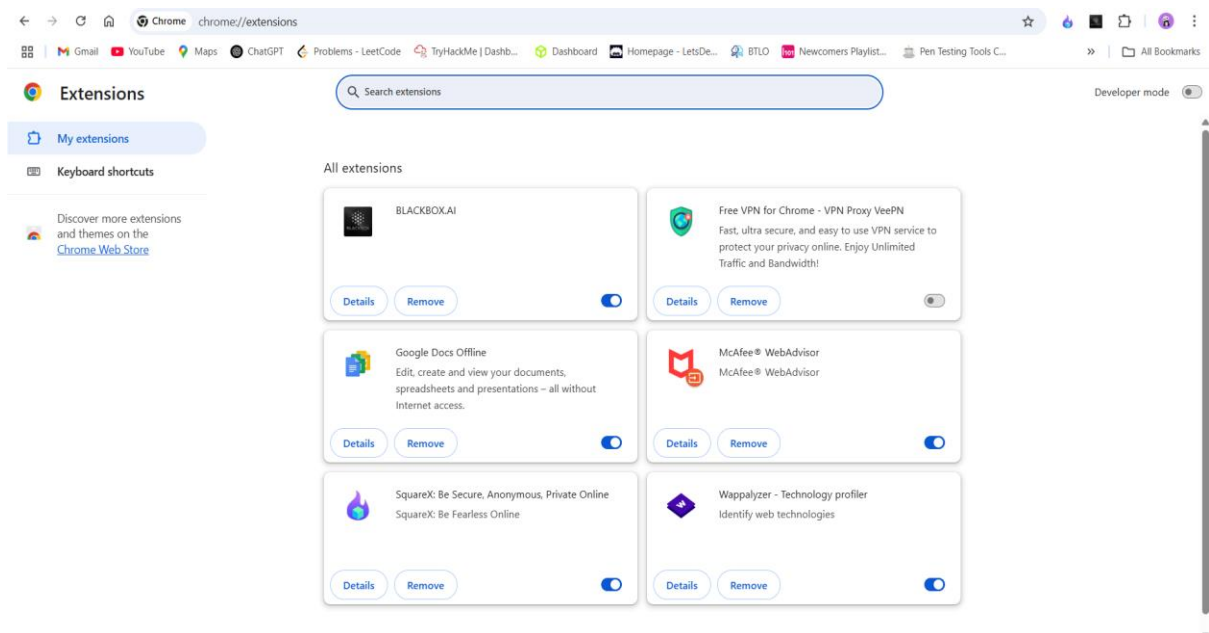 Chrome chrome://extensions
Gmail YouTube Maps ChatGPT Problems - LeetCode TryHackMe | Dashb... Dashboard Homepage - LetsDe... BTLO Newcomers Playlist... Pen Testing Tools C... » All Bookmarks
Extensions
Search extensions
Developer mode
My extensions
Keyboard shortcuts
Discover more extensions
and themes on the
Chrome Web Store
All extensions
BLACKBOX.AI
Details Remove
Free VPN for Chrome - VPN Proxy VeePN
Fast, ultra secure, and easy to use VPN service to
protect your privacy online. Enjoy Unlimited
Traffic and Bandwidth!
Details Remove
Google Docs Offline
Edit, create and view your documents,
spreadsheets and presentations – all without
Internet access.
Details Remove
McAfee® WebAdvisor
McAfee® WebAdvisor
Details Remove
SquareX: Be Secure, Anonymous, Private Online
SquareX: Be Fearless Online
Details Remove
Wappalyzer - Technology profiler
Identify web technologies
Details Remove